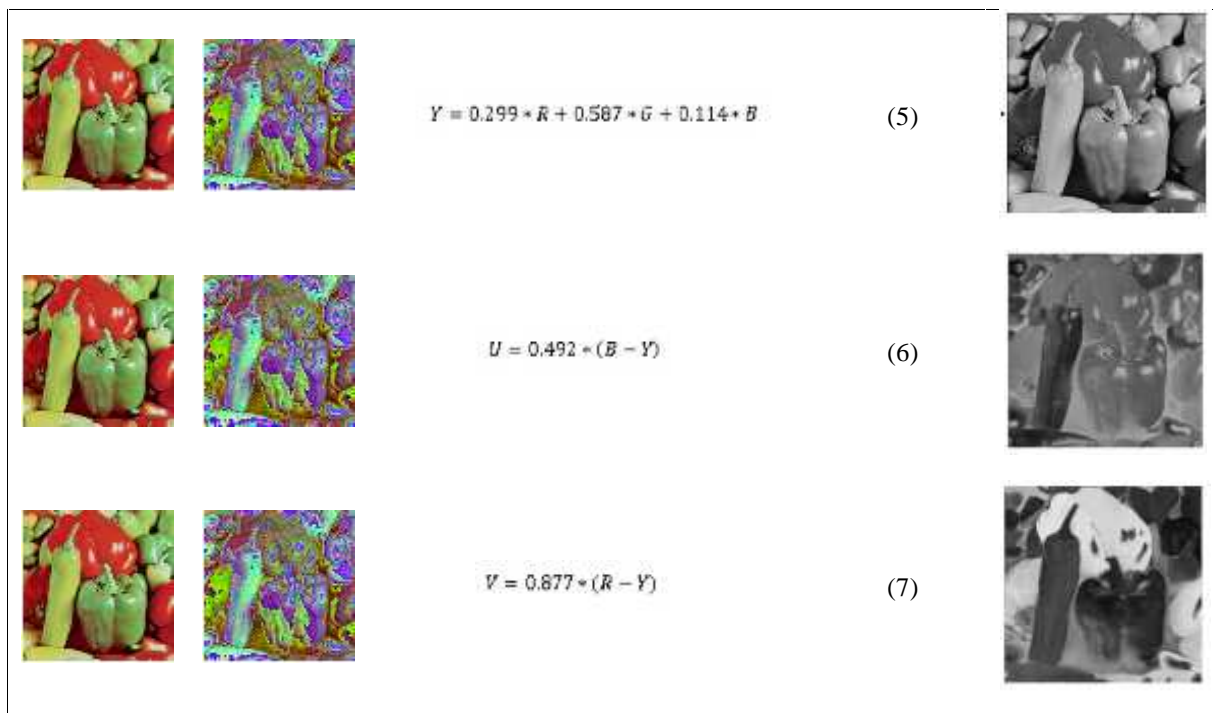 Y = 0.299 * R + 0.587 * G + 0.114 * B (5)
U = 0.492 * (B − Y) (6)
V = 0.877 * (R − Y) (7)